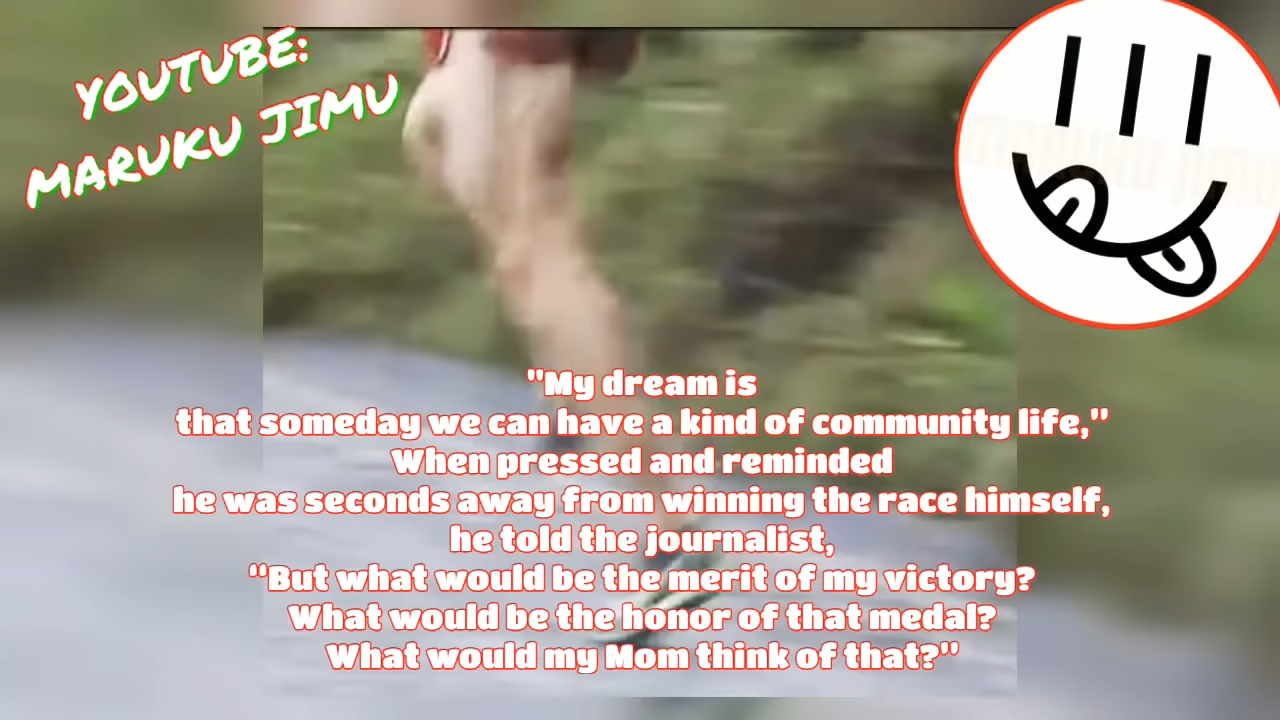 YOUTUBE:
MARUKU JIMU
"My dream is
that someday we can have a kind of community life,"
When pressed and reminded
he was seconds away from winning the race himself,
he told the journalist,
"But what would be the merit of my victory?
What would be the honor of that medal?
What would my Mom think of that?"